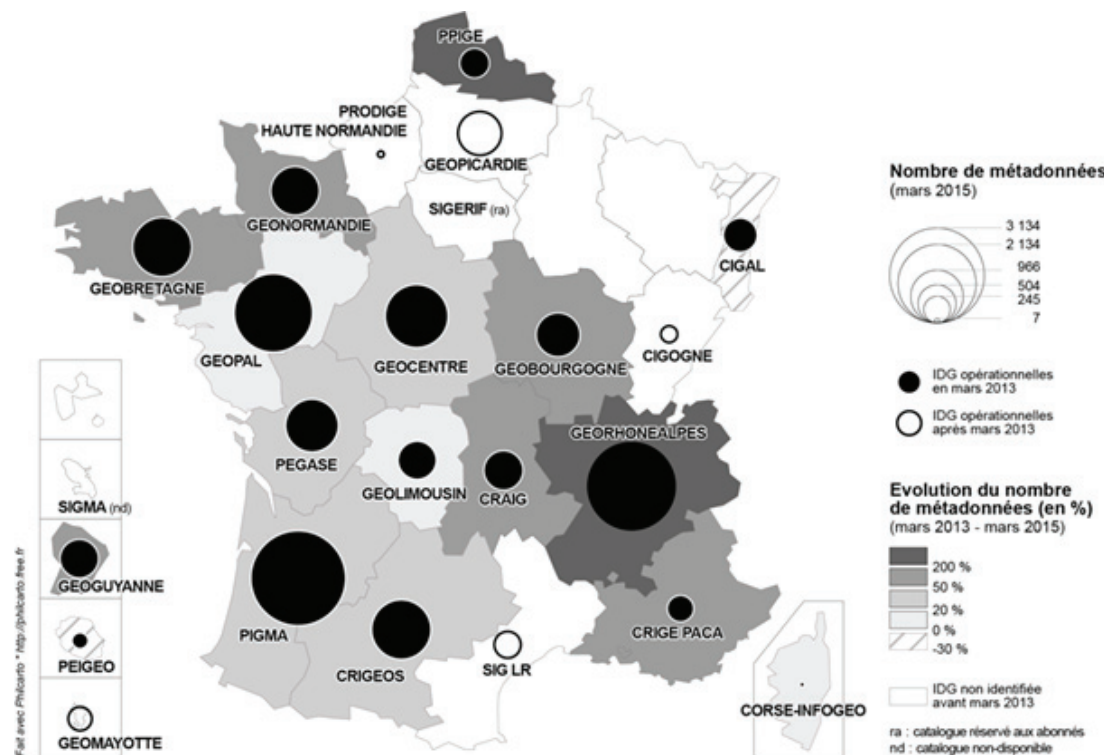 PPIGE
PRODIGE
HAUTE NORMANDIE
GEOPICARDIE
GEONORMANDIE
SIGERIF (ra)
CIGAL
GEOBRETAGNE
GEOPAL
GEOCENTRE
GEOBOURGOGNE
CIGOGNE
PEGASE
GEOLIMOUSIN
CRAIG
GEORHONEALPES
PIGMA
CRIGEOS
SIG LR
CRIGE PACA
CORSE-INFOGEO
SIGMA (nd)
GEOGUYANNE
PEIGEO
GEOMAYOTTE
Fait avec Philcarto * http://philcarto.free.fr
Nombre de métadonnées
(mars 2015)
3 134
2 134
966
504
245
7
IDG opérationnelles
en mars 2013
IDG opérationnelles
après mars 2013
Evolution du nombre
de métadonnées (en %)
(mars 2013 - mars 2015)
200 %
50 %
20 %
0 %
-30 %
IDG non identifiée
avant mars 2013
ra : catalogue réservé aux abonnés
nd : catalogue non-disponible